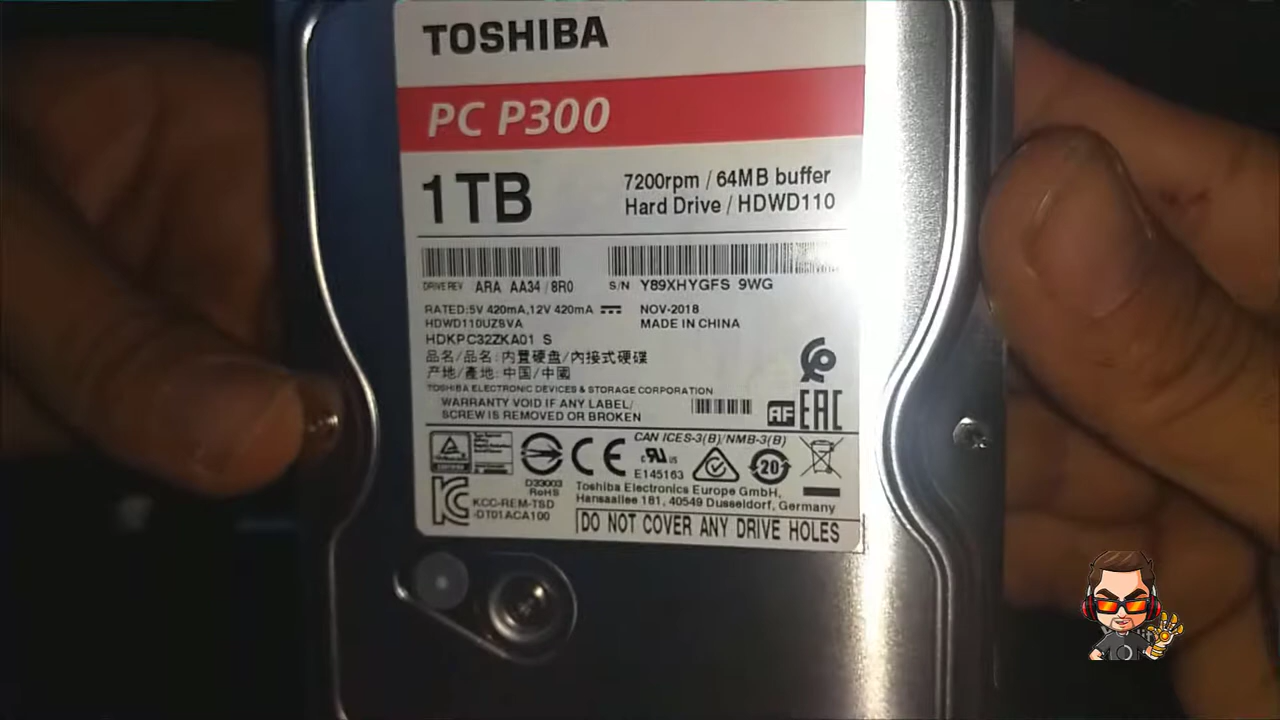 TOSHIBA
PC P300
1TB
7200rpm / 64MB buffer
Hard Drive / HDWD110
DRIVE REV ARA AA34 / 8R0
S/N Y89XHYGFS 9WG
RATED:5V 420mA,12V 420mA
NOV-2018
HDWD110UZSVA
MADE IN CHINA
HDKPC32ZKA01 S
品名/品名: 内置硬盘/內接式硬碟
产地/產地: 中国/中國
TOSHIBA ELECTRONIC DEVICES & STORAGE CORPORATION
WARRANTY VOID IF ANY LABEL/
SCREW IS REMOVED OR BROKEN
AF
EAC
CAN ICES-3(B)/NMB-3(B)
CE
E145163
20
D33003
RoHS
Toshiba Electronics Europe GmbH,
Hansaallee 181, 40549 Dusseldorf, Germany
KCC-REM-TSD
-DT01ACA100
DO NOT COVER ANY DRIVE HOLES